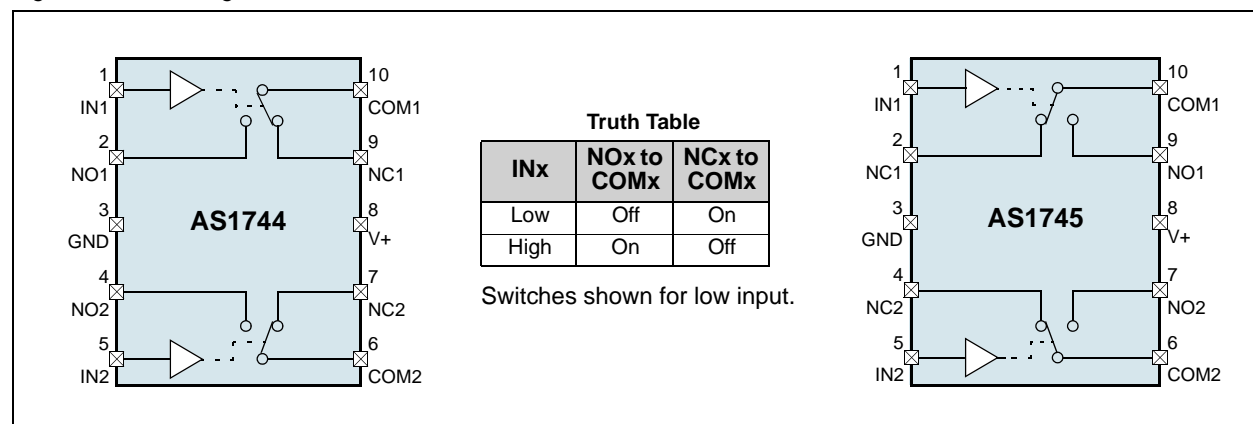 1
IN1
2
NO1
3
GND
4
NO2
5
IN2
AS1744
10
COM1
9
NC1
8
V+
7
NC2
6
COM2
Truth Table
INx NOx to COMx NCx to COMx
Low Off On
High On Off
Switches shown for low input.
1
IN1
2
NC1
3
GND
4
NC2
5
IN2
AS1745
10
COM1
9
NO1
8
V+
7
NO2
6
COM2